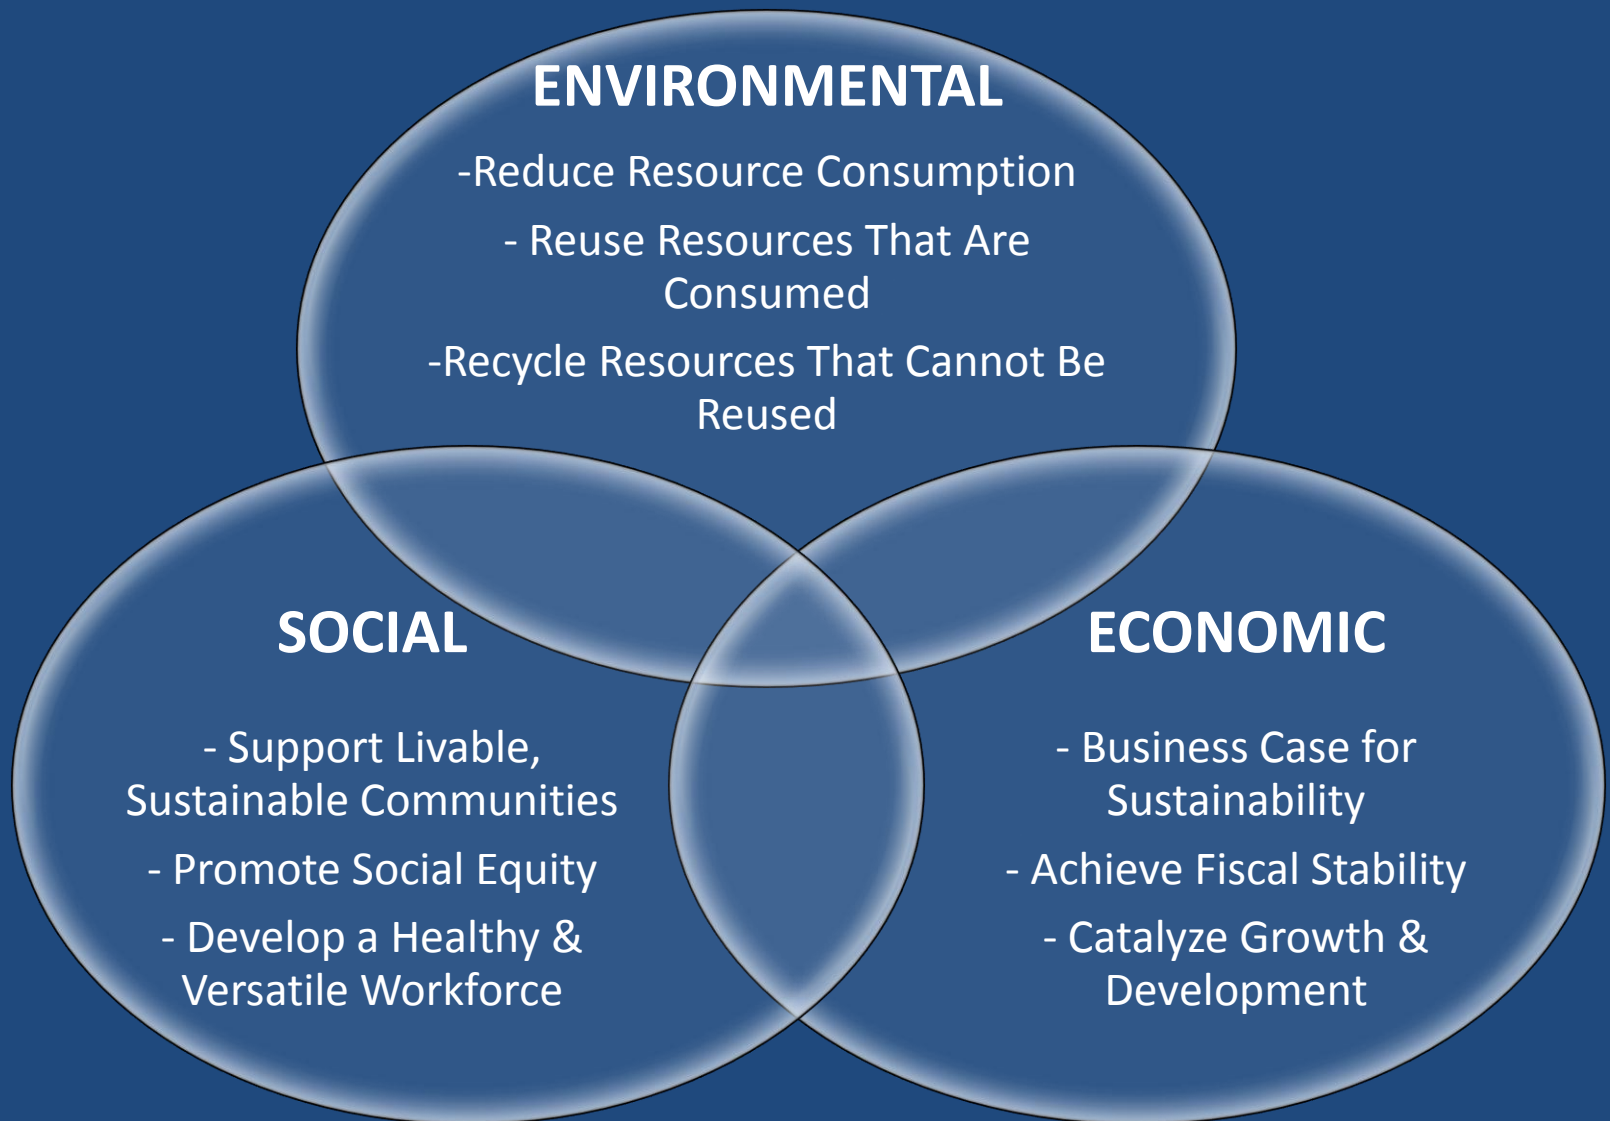 ENVIRONMENTAL
-Reduce Resource Consumption
- Reuse Resources That Are
Consumed
-Recycle Resources That Cannot Be
Reused
SOCIAL
- Support Livable,
Sustainable Communities
- Promote Social Equity
- Develop a Healthy &
Versatile Workforce
ECONOMIC
- Business Case for
Sustainability
- Achieve Fiscal Stability
- Catalyze Growth &
Development